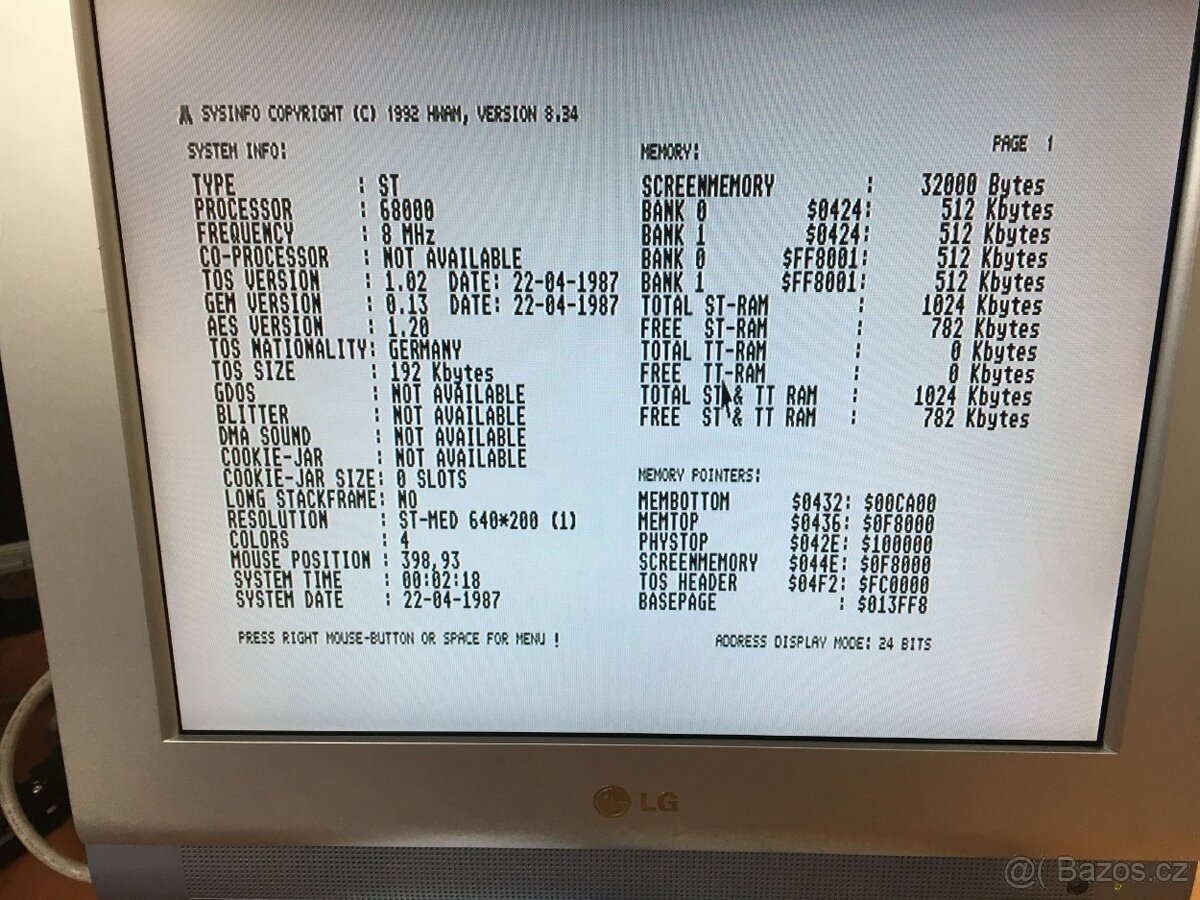 SYSINFO COPYRIGHT (C) 1992 HWAM, VERSION 8.34
PAGE 1
SYSTEM INFO:
TYPE : ST
PROCESSOR : 68000
FREQUENCY : 8 MHz
CO-PROCESSOR : NOT AVAILABLE
TOS VERSION : 1.02 DATE: 22-04-1987
GEM VERSION : 0.13 DATE: 22-04-1987
AES VERSION : 1.20
TOS NATIONALITY: GERMANY
TOS SIZE : 192 Kbytes
GDOS : NOT AVAILABLE
BLITTER : NOT AVAILABLE
DMA SOUND : NOT AVAILABLE
COOKIE-JAR : NOT AVAILABLE
COOKIE-JAR SIZE: 0 SLOTS
LONG STACKFRAME: NO
RESOLUTION : ST-MED 640*200 (1)
COLORS : 4
MOUSE POSITION : 398,93
SYSTEM TIME : 00:02:18
SYSTEM DATE : 22-04-1987
PRESS RIGHT MOUSE-BUTTON OR SPACE FOR MENU !
MEMORY:
SCREENMEMORY : 32000 Bytes
BANK 0 $0424: 512 Kbytes
BANK 1 $0424: 512 Kbytes
BANK 0 $FF8001: 512 Kbytes
BANK 1 $FF8001: 512 Kbytes
TOTAL ST-RAM : 1024 Kbytes
FREE ST-RAM : 782 Kbytes
TOTAL TT-RAM : 0 Kbytes
FREE TT-RAM : 0 Kbytes
TOTAL ST & TT RAM : 1024 Kbytes
FREE ST & TT RAM : 782 Kbytes
MEMORY POINTERS:
MEMBOTTOM $0432: $00CA00
MEMTOP $0436: $0F8000
PHYSTOP $042E: $100000
SCREENMEMORY $044E: $0F8000
TOS HEADER $04F2: $FC0000
BASEPAGE : $013FF8
ADDRESS DISPLAY MODE: 24 BITS
LG
@( Bazos.cz